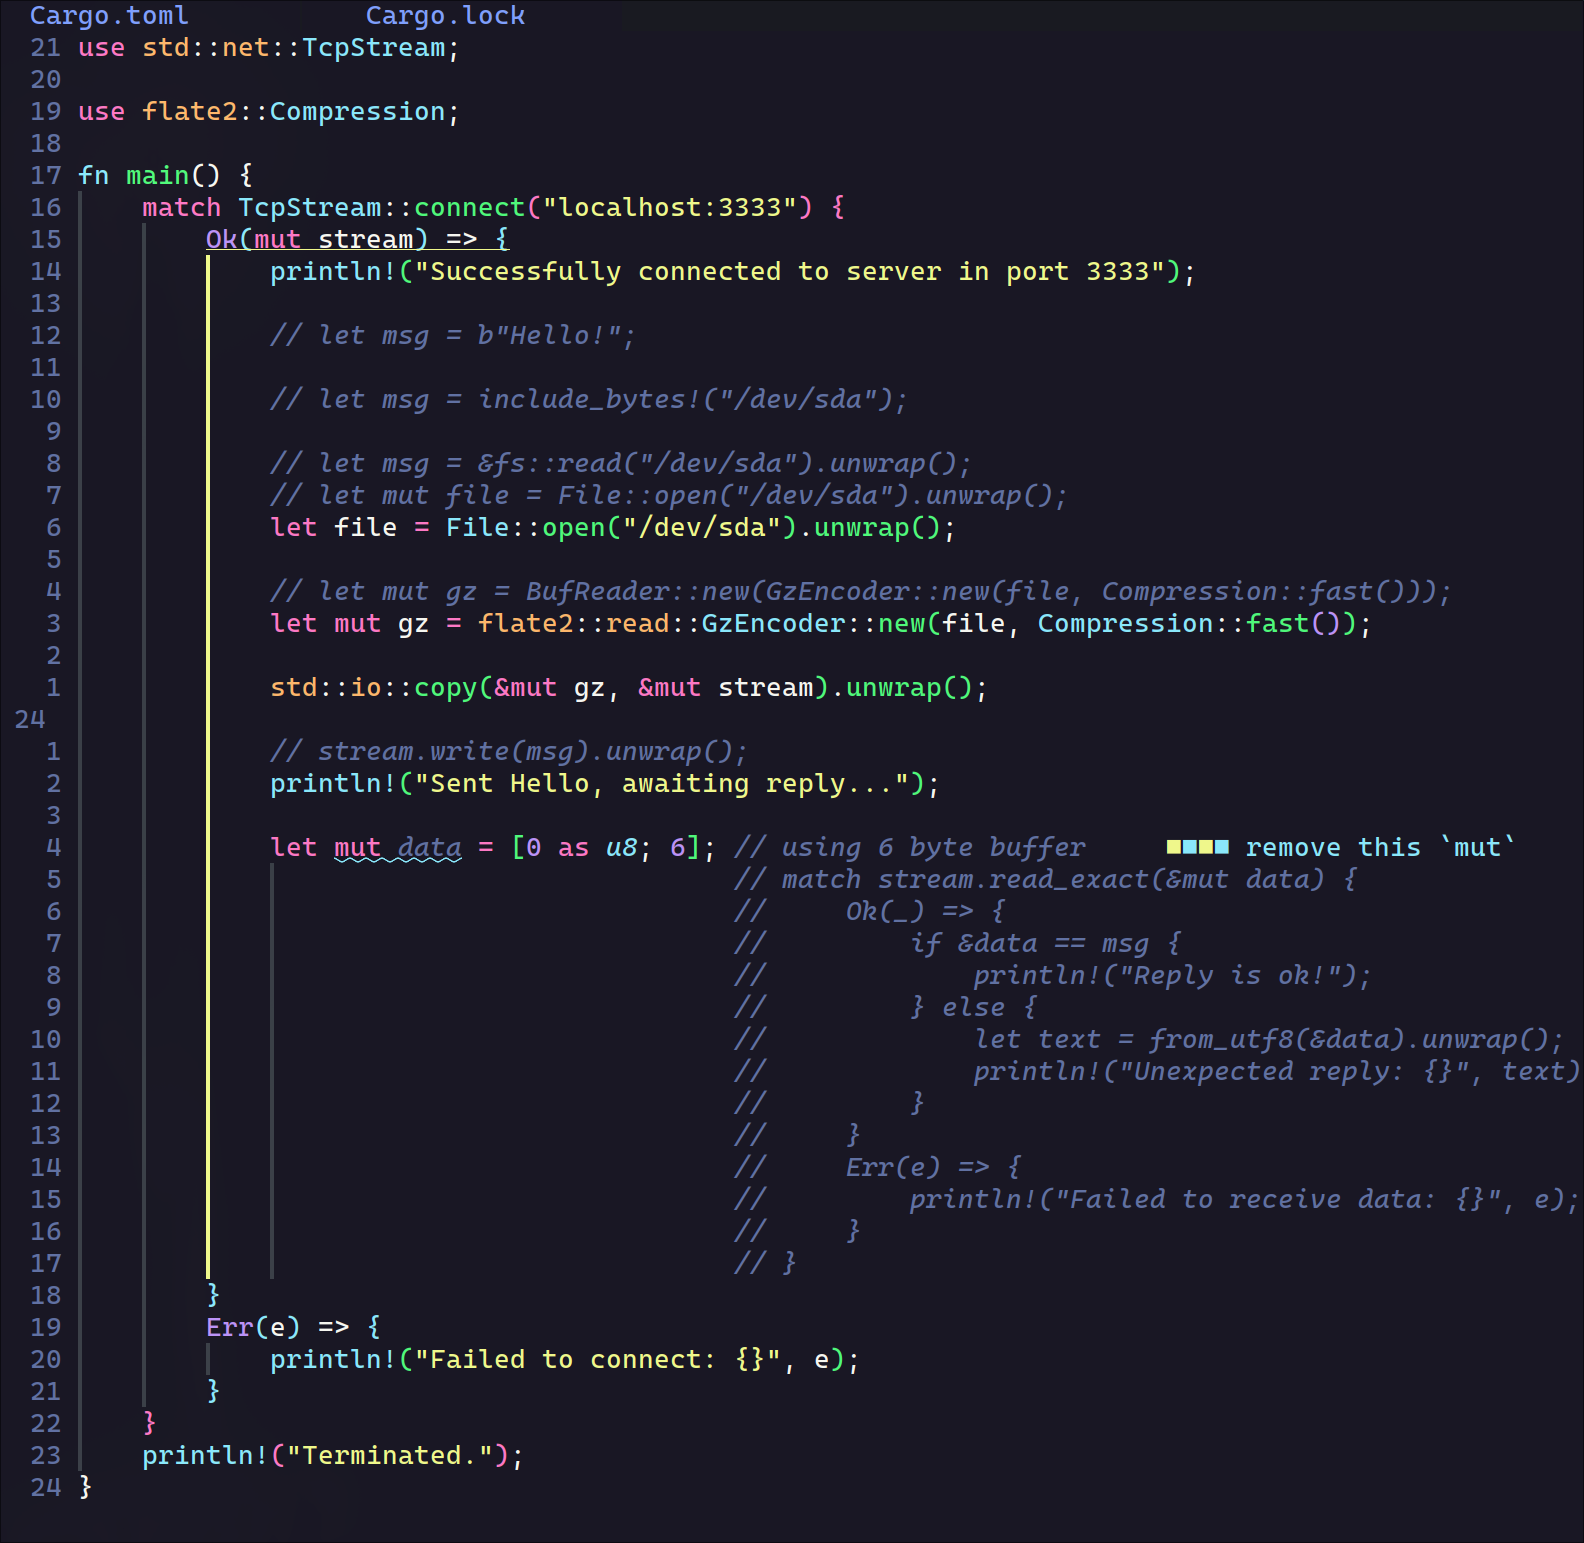 Cargo.toml           Cargo.lock
21 use std::net::TcpStream;
20
19 use flate2::Compression;
18
17 fn main() {
16     match TcpStream::connect("localhost:3333") {
15         Ok(mut stream) => {
14             println!("Successfully connected to server in port 3333");
13
12             // let msg = b"Hello!";
11
10             // let msg = include_bytes!("/dev/sda");
9
8             // let msg = &fs::read("/dev/sda").unwrap();
7             // let mut file = File::open("/dev/sda").unwrap();
6             let file = File::open("/dev/sda").unwrap();
5
4             // let mut gz = BufReader::new(GzEncoder::new(file, Compression::fast()));
3             let mut gz = flate2::read::GzEncoder::new(file, Compression::fast());
2
1             std::io::copy(&mut gz, &mut stream).unwrap();
24
1             // stream.write(msg).unwrap();
2             println!("Sent Hello, awaiting reply...");
3
4             let mut data = [0 as u8; 6]; // using 6 byte buffer     ■■■■ remove this `mut`
5                                          // match stream.read_exact(&mut data) {
6                                          //     Ok(_) => {
7                                          //         if &data == msg {
8                                          //             println!("Reply is ok!");
9                                          //         } else {
10                                          //             let text = from_utf8(&data).unwrap();
11                                          //             println!("Unexpected reply: {}", text)
12                                          //         }
13                                          //     }
14                                          //     Err(e) => {
15                                          //         println!("Failed to receive data: {}", e);
16                                          //     }
17                                          // }
18         }
19         Err(e) => {
20             println!("Failed to connect: {}", e);
21         }
22     }
23     println!("Terminated.");
24 }